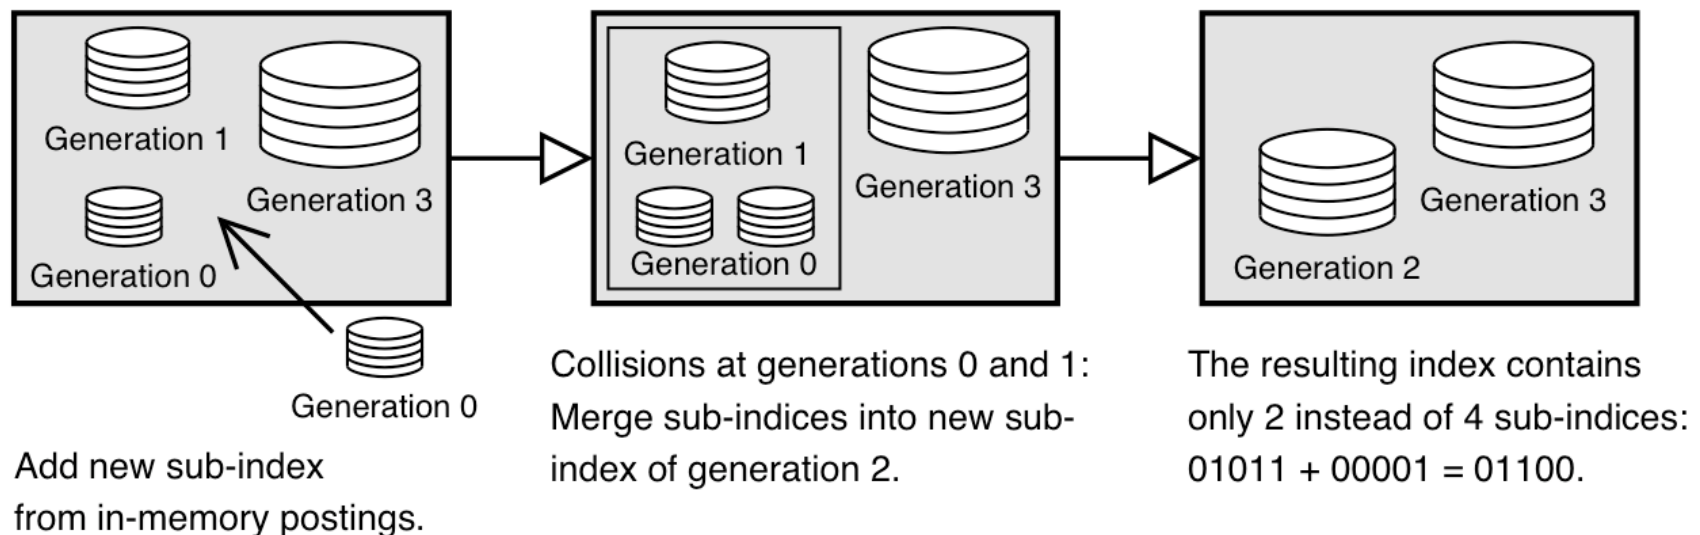 Generation 1
Generation 3
Generation 0
Generation 0
Add new sub-index
from in-memory postings.
Generation 1
Generation 3
Generation 0
Collisions at generations 0 and 1:
Merge sub-indices into new sub-
index of generation 2.
Generation 3
Generation 2
The resulting index contains
only 2 instead of 4 sub-indices:
01011 + 00001 = 01100.